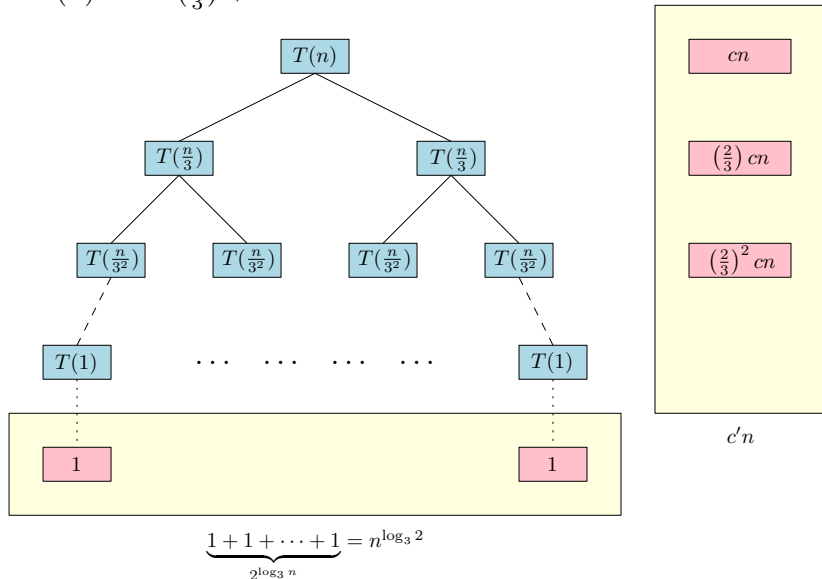 T(n) cn
T(n/3) T(n/3) (2/3) cn
T(n/3²) T(n/3²) T(n/3²) T(n/3²) (2/3)² cn
T(1) ... ... ... ... T(1)
c′n
1 1
1 + 1 + ⋯ + 1 = n^{log₃ 2}
2^{log₃ n}